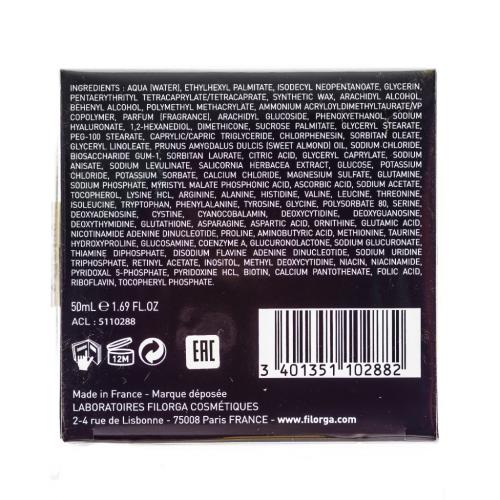 INGREDIENTS : AQUA (WATER), ETHYLHEXYL PALMITATE, ISODECYL NEOPENTANOATE, GLYCERIN,
PENTAERYTHRITYL TETRACAPRYLATE/TETRACAPRATE, SYNTHETIC WAX, ARACHIDYL ALCOHOL,
BEHENYL ALCOHOL, POLYMETHYL METHACRYLATE, AMMONIUM ACRYLOYLDIMETHYLTAURATE/VP
COPOLYMER, PARFUM (FRAGRANCE), ARACHIDYL GLUCOSIDE, PHENOXYETHANOL, SODIUM
HYALURONATE, 1,2-HEXANEDIOL, DIMETHICONE, SUCROSE PALMITATE, GLYCERYL STEARATE,
PEG-100 STEARATE, CAPRYLIC/CAPRIC TRIGLYCERIDE, CHLORPHENESIN, SORBITAN OLEATE,
GLYCERYL LINOLEATE, PRUNUS AMYGDALUS DULCIS (SWEET ALMOND) OIL, SODIUM CHLORIDE,
BIOSACCHARIDE GUM-1, SORBITAN LAURATE, CITRIC ACID, GLYCERYL CAPRYLATE, SODIUM
ANISATE, SODIUM LEVULINATE, SALICORNIA HERBACEA EXTRACT, GLUCOSE, POTASSIUM
CHLORIDE, POTASSIUM SORBATE, CALCIUM CHLORIDE, MAGNESIUM SULFATE, GLUTAMINE,
SODIUM PHOSPHATE, MYRISTYL MALATE PHOSPHONIC ACID, ASCORBIC ACID, SODIUM ACETATE,
TOCOPHEROL, LYSINE HCL, ARGININE, ALANINE, HISTIDINE, VALINE, LEUCINE, THREONINE,
ISOLEUCINE, TRYPTOPHAN, PHENYLALANINE, TYROSINE, GLYCINE, POLYSORBATE 80, SERINE,
DEOXYADENOSINE, CYSTINE, CYANOCOBALAMIN, DEOXYCYTIDINE, DEOXYGUANOSINE,
DEOXYTHYMIDINE, GLUTATHIONE, ASPARAGINE, ASPARTIC ACID, ORNITHINE, GLUTAMIC ACID,
NICOTINAMIDE ADENINE DINUCLEOTIDE, PROLINE, AMINOBUTYRIC ACID, METHIONINE, TAURINE,
HYDROXYPROLINE, GLUCOSAMINE, COENZYME A, GLUCURONOLACTONE, SODIUM GLUCURONATE,
THIAMINE DIPHOSPHATE, DISODIUM FLAVINE ADENINE DINUCLEOTIDE, SODIUM URIDINE
TRIPHOSPHATE, RETINYL ACETATE, INOSITOL, METHYL DEOXYCYTIDINE, NIACIN, NIACINAMIDE,
PYRIDOXAL 5-PHOSPHATE, PYRIDOXINE HCL, BIOTIN, CALCIUM PANTOTHENATE, FOLIC ACID,
RIBOFLAVIN, TOCOPHERYL PHOSPHATE.
50mL ℮ 1.69 FL.OZ
ACL : 5110288
12M
EAC
3 401351 102882
Made in France - Marque déposée
LABORATOIRES FILORGA COSMÉTIQUES
2-4 rue de Lisbonne - 75008 Paris FRANCE - www.filorga.com